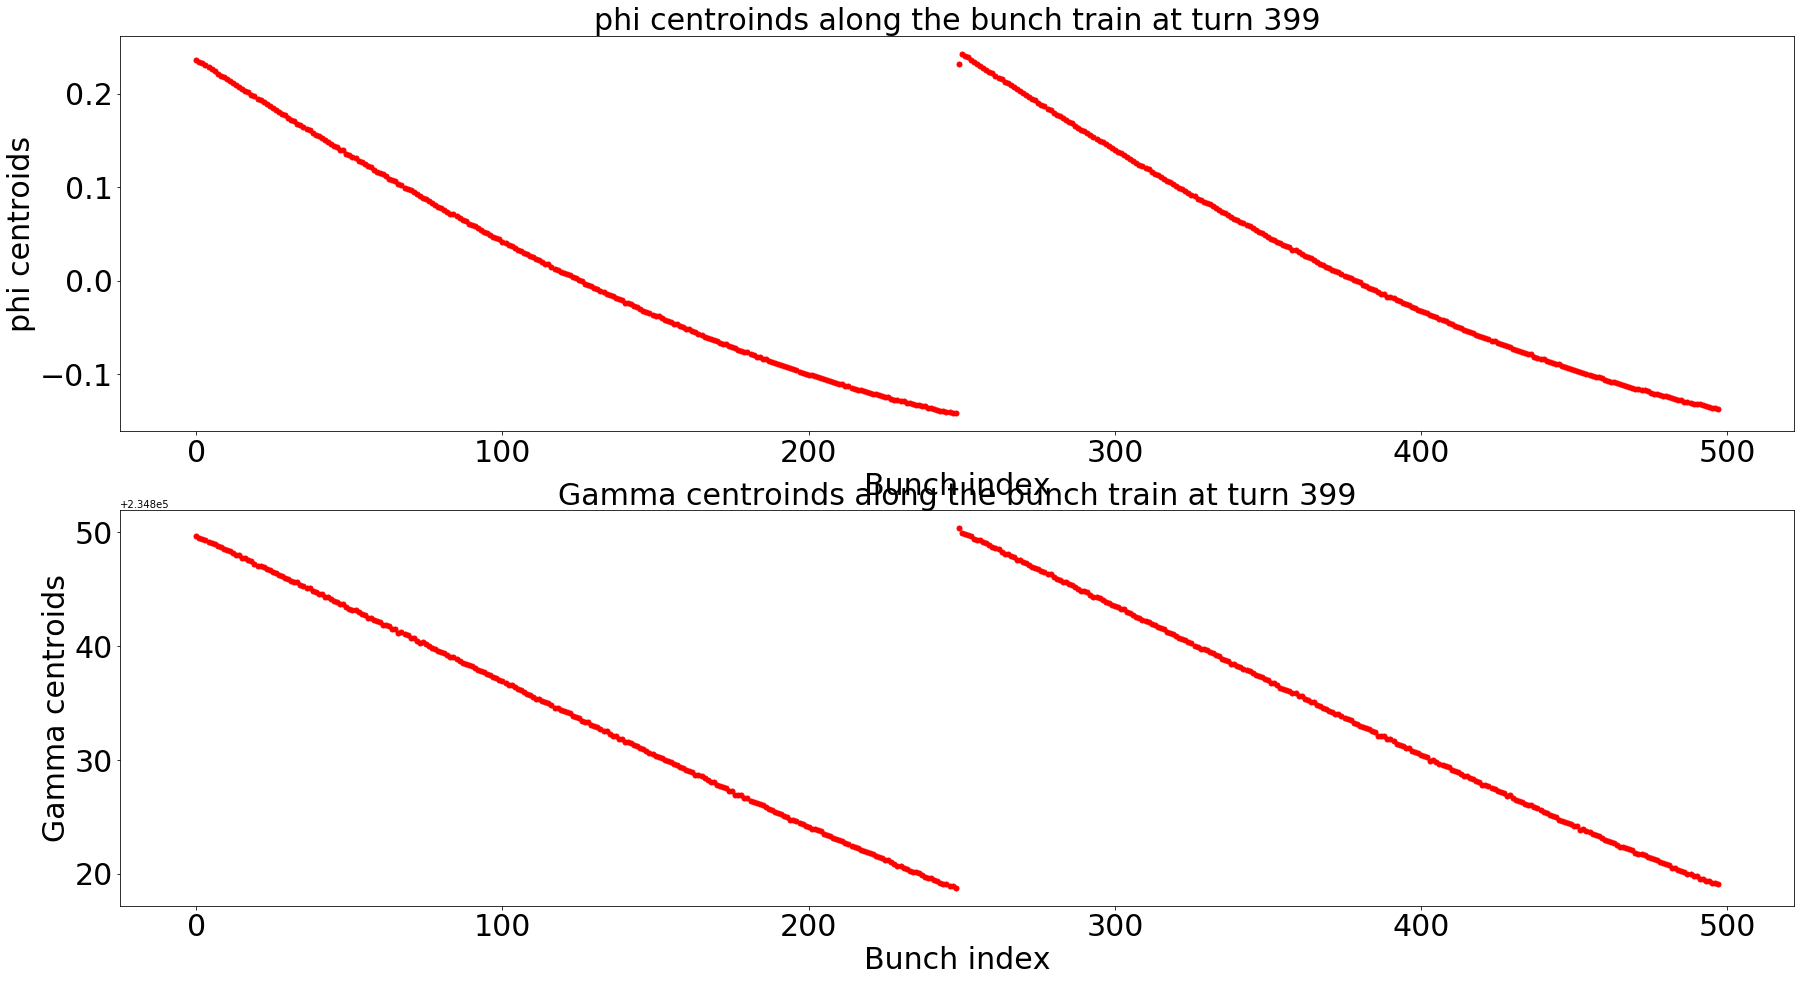 phi centroinds along the bunch train at turn 399
phi centroids
0.2
0.1
0.0
−0.1
0 100 200 300 400 500
Bunch index
Gamma centroinds along the bunch train at turn 399
+2.348e5
Gamma centroids
50
40
30
20
0 100 200 300 400 500
Bunch index